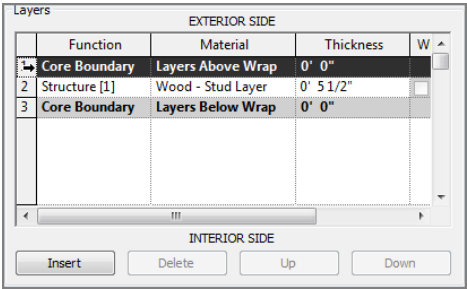 Layers
EXTERIOR SIDE
Function Material Thickness W
1 Core Boundary Layers Above Wrap 0' 0"
2 Structure [1] Wood - Stud Layer 0' 5 1/2"
3 Core Boundary Layers Below Wrap 0' 0"
INTERIOR SIDE
Insert Delete Up Down